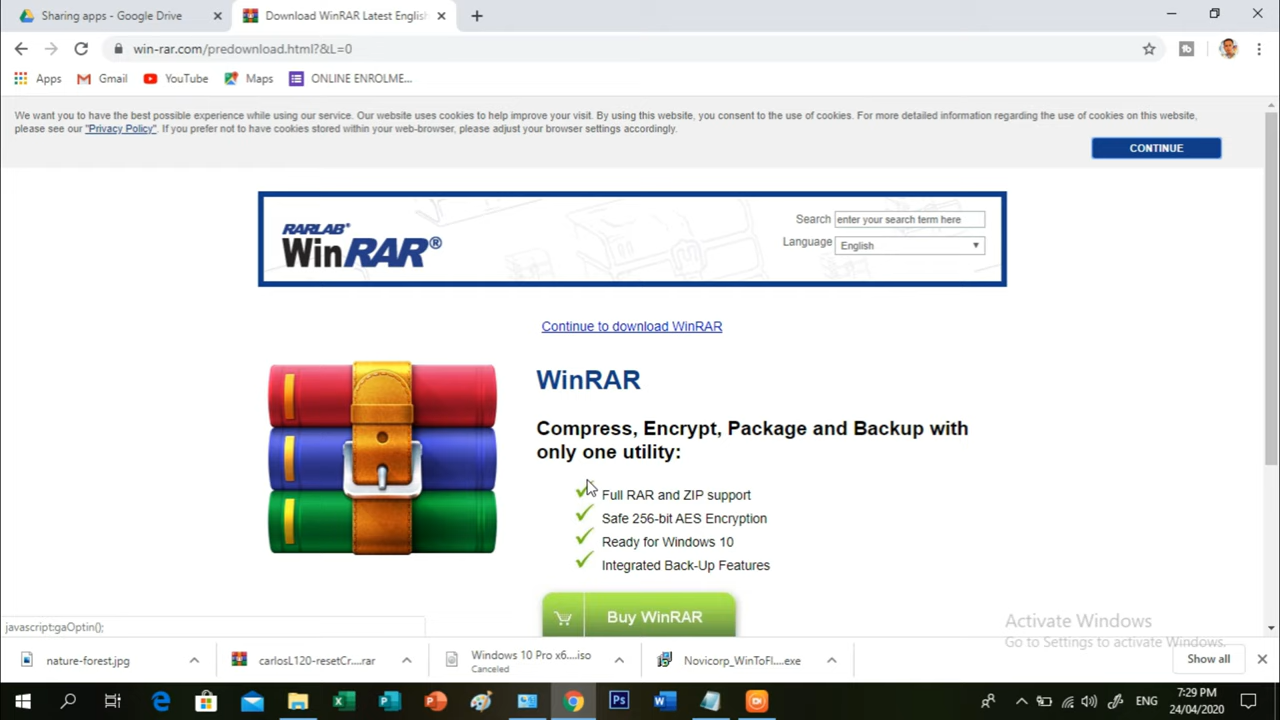 Sharing apps - Google Drive
Download WinRAR Latest English
win-rar.com/predownload.html?&L=0
Apps
Gmail
YouTube
Maps
ONLINE ENROLME...
We want you to have the best possible experience while using our service. Our website uses cookies to help improve your visit. By using this website, you consent to the use of cookies. For more detailed information regarding the use of cookies on this website,
please see our "Privacy Policy". If you prefer not to have cookies stored within your web-browser, please adjust your browser settings accordingly.
CONTINUE
RARLAB®
WinRAR®
Search enter your search term here
Language English
Continue to download WinRAR
WinRAR
Compress, Encrypt, Package and Backup with
only one utility:
Full RAR and ZIP support
Safe 256-bit AES Encryption
Ready for Windows 10
Integrated Back-Up Features
Buy WinRAR
Activate Windows
Go to Settings to activate Windows.
javascript:gaOptin();
nature-forest.jpg
carlosL120-resetCr....rar
Windows 10 Pro x6....iso
Canceled
Novicorp_WinToFl....exe
Show all
ENG
7:29 PM
24/04/2020